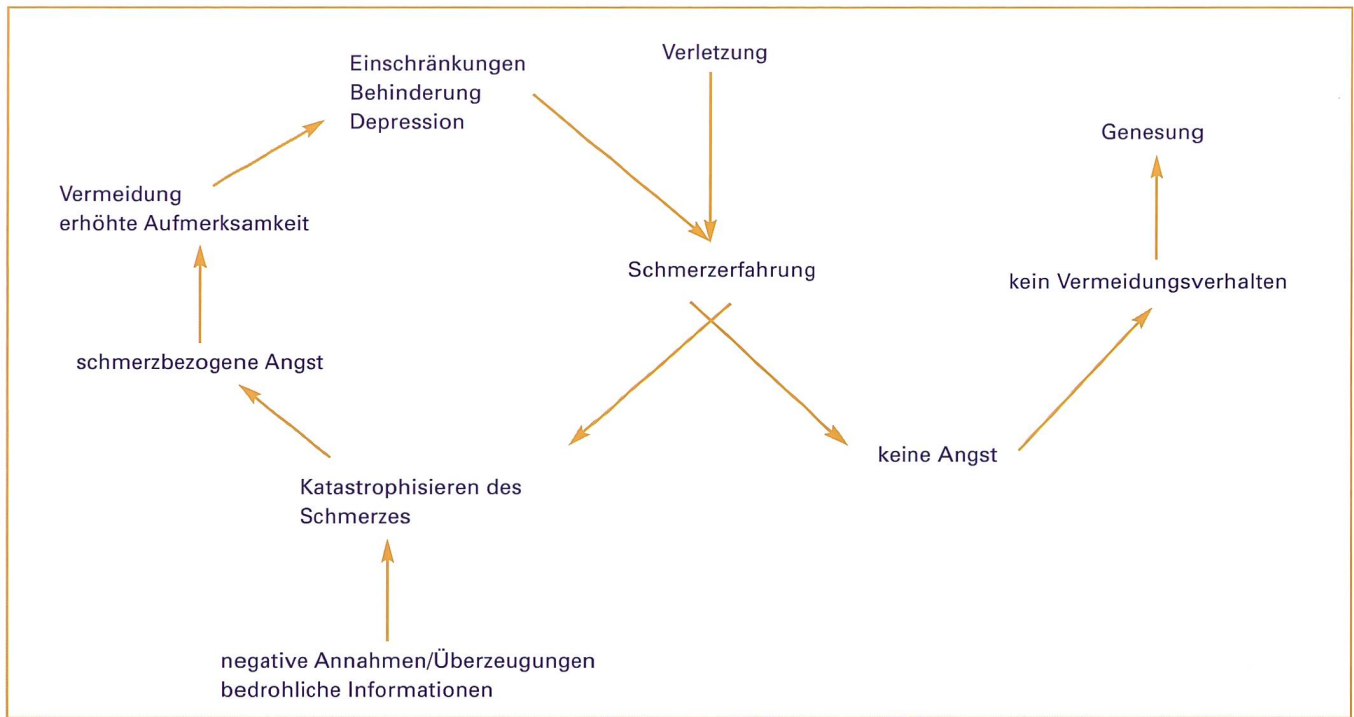 Einschränkungen
Behinderung
Depression
Verletzung
Genesung
Vermeidung
erhöhte Aufmerksamkeit
Schmerzerfahrung
kein Vermeidungsverhalten
schmerzbezogene Angst
keine Angst
Katastrophisieren des
Schmerzes
negative Annahmen/Überzeugungen
bedrohliche Informationen